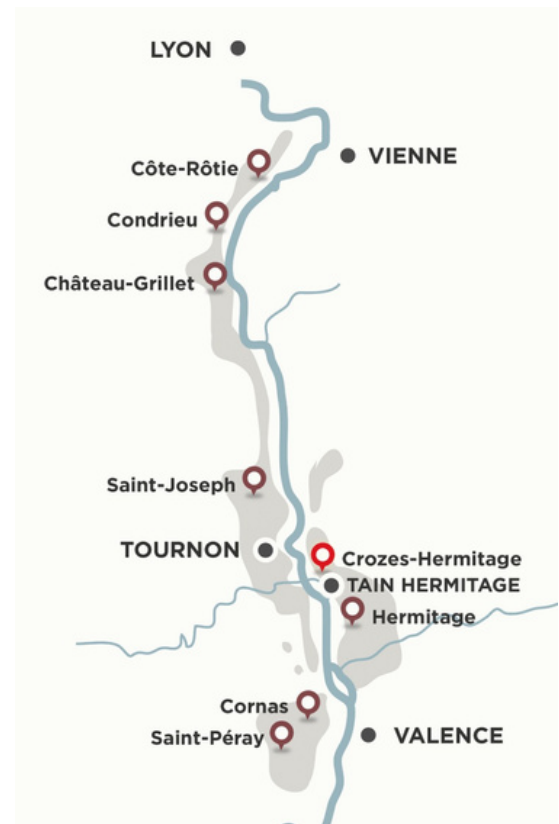 LYON
VIENNE
Côte-Rôtie
Condrieu
Château-Grillet
Saint-Joseph
TOURNON
Crozes-Hermitage
TAIN HERMITAGE
Hermitage
Cornas
Saint-Péray
VALENCE